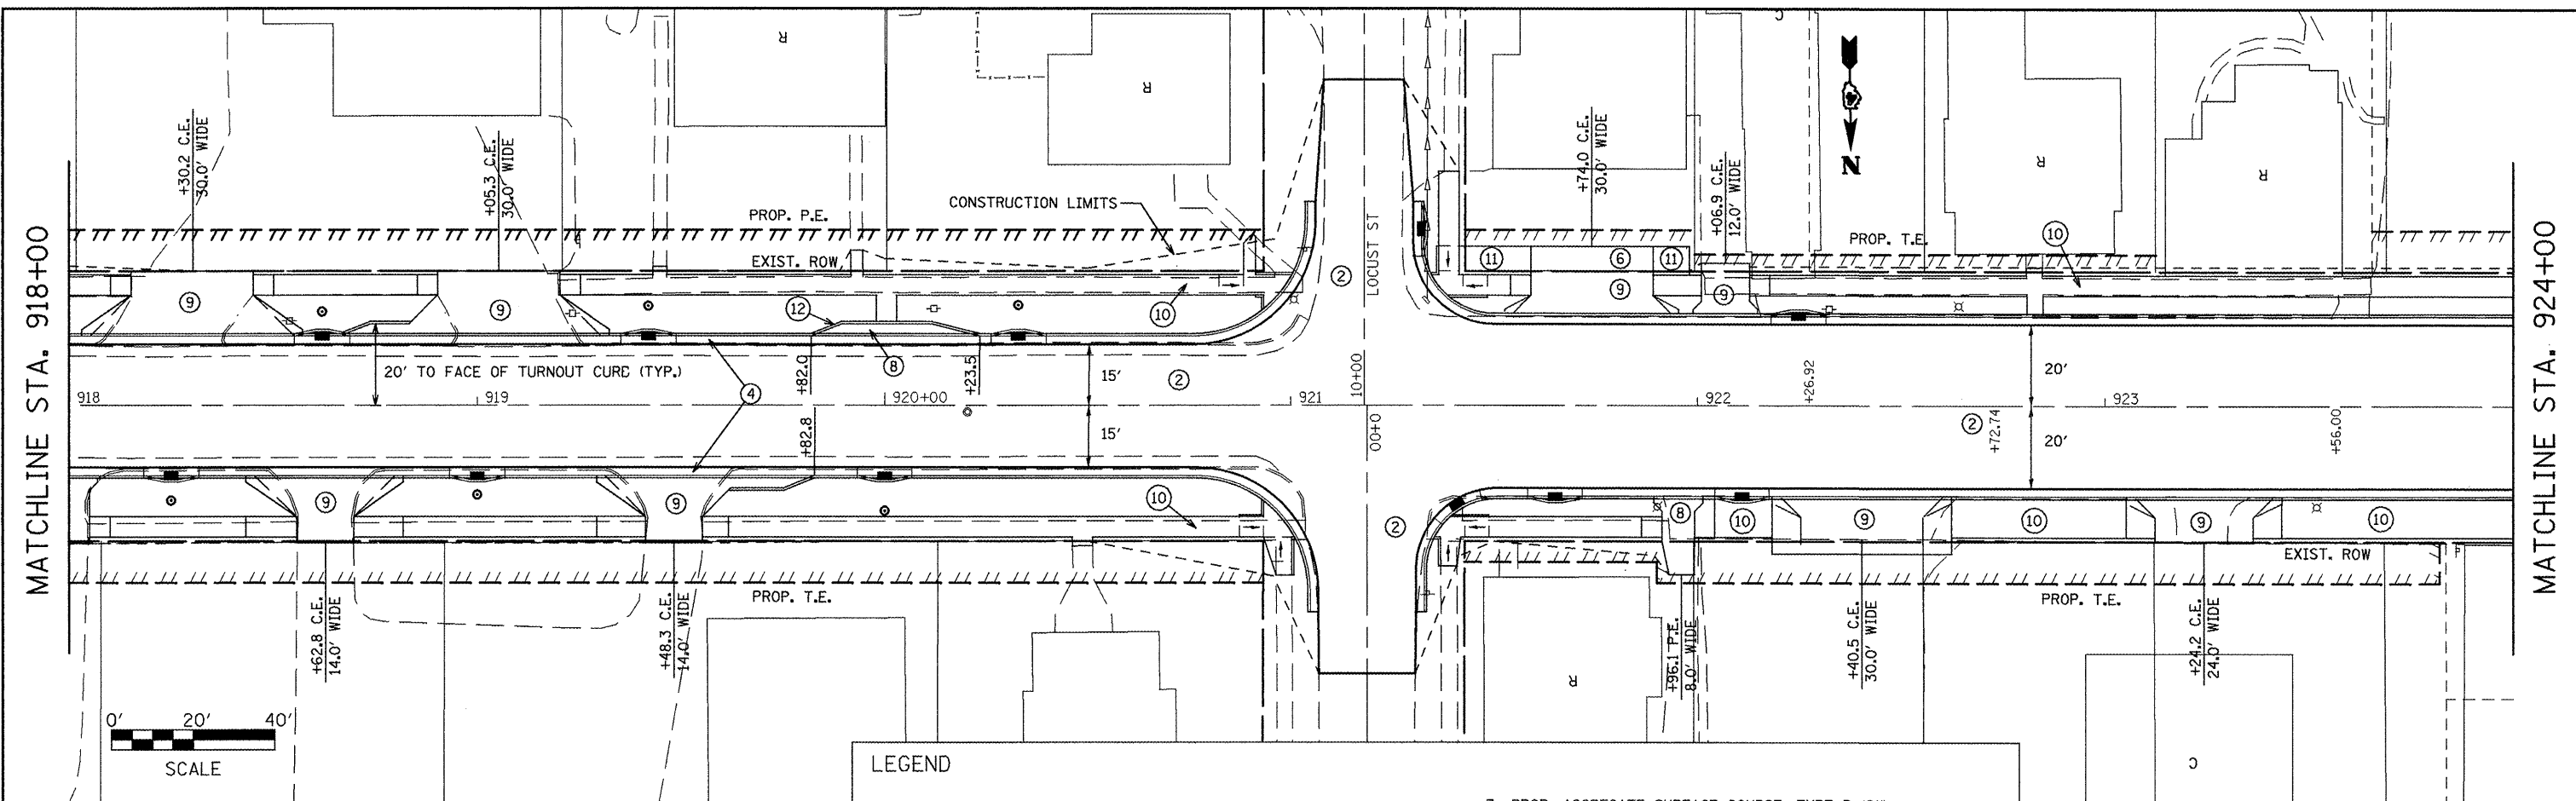 MATCHLINE STA. 918+00
MATCHLINE STA. 924+00
+30.2 C.E.
30.0' WIDE
+05.3 C.E.
30.0' WIDE
R
R
C
R
R
PROP. P.E.
CONSTRUCTION LIMITS
EXIST. ROW
LOCUST ST
+74.0 C.E.
30.0' WIDE
+06.9 C.E.
12.0' WIDE
N
PROP. T.E.
10
2
11
6
11
9
9
9
9
12
10
10
8
4
20' TO FACE OF TURNOUT CURB (TYP.)
+82.0
+23.5
15'
2
10+00
20'
+26.92
918
919
920+00
921
922
923
+82.8
15'
00+0
2
+72.74
20'
+56.00
9
9
10
2
8
10
9
10
9
10
EXIST. ROW
PROP. T.E.
PROP. T.E.
+62.8 C.E.
14.0' WIDE
+48.3 C.E.
14.0' WIDE
+96.1 P.E.
8.0' WIDE
+40.5 C.E.
30.0' WIDE
+24.2 C.E.
24.0' WIDE
R
C
0' 20' 40'
SCALE
LEGEND